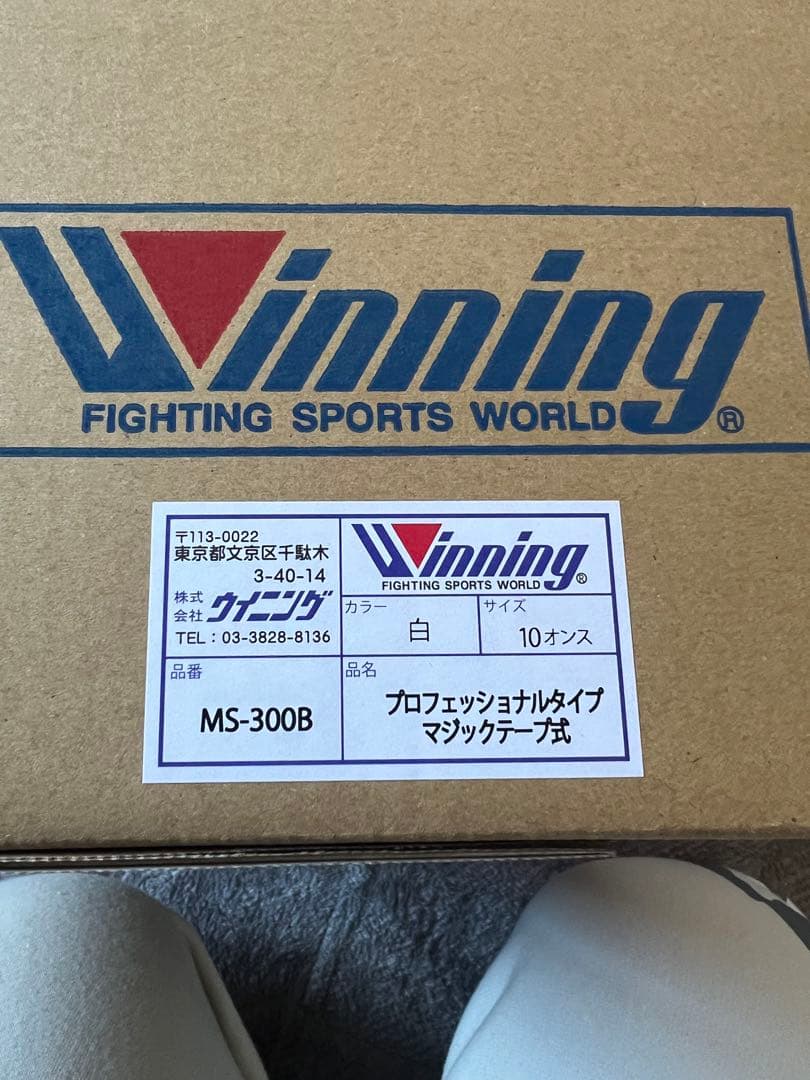 Winning
FIGHTING SPORTS WORLD®
〒113-0022
東京都文京区千駄木
3-40-14
株式会社 ウイニング
TEL：03-3828-8136
Winning
FIGHTING SPORTS WORLD®
カラー
白
サイズ
10オンス
品番
MS-300B
品名
プロフェッショナルタイプ
マジックテープ式